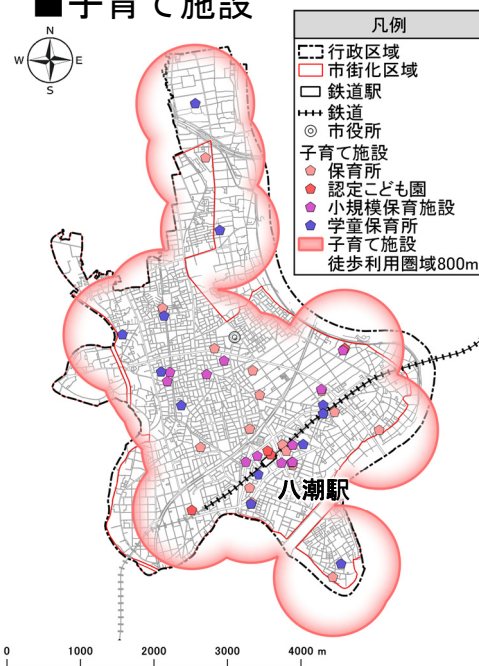 ■子育て施設
N
W E
S
凡例
行政区域
市街化区域
鉄道駅
鉄道
市役所
子育て施設
保育所
認定こども園
小規模保育施設
学童保育所
子育て施設
徒歩利用圏域800m
八潮駅
0 1000 2000 3000 4000 m